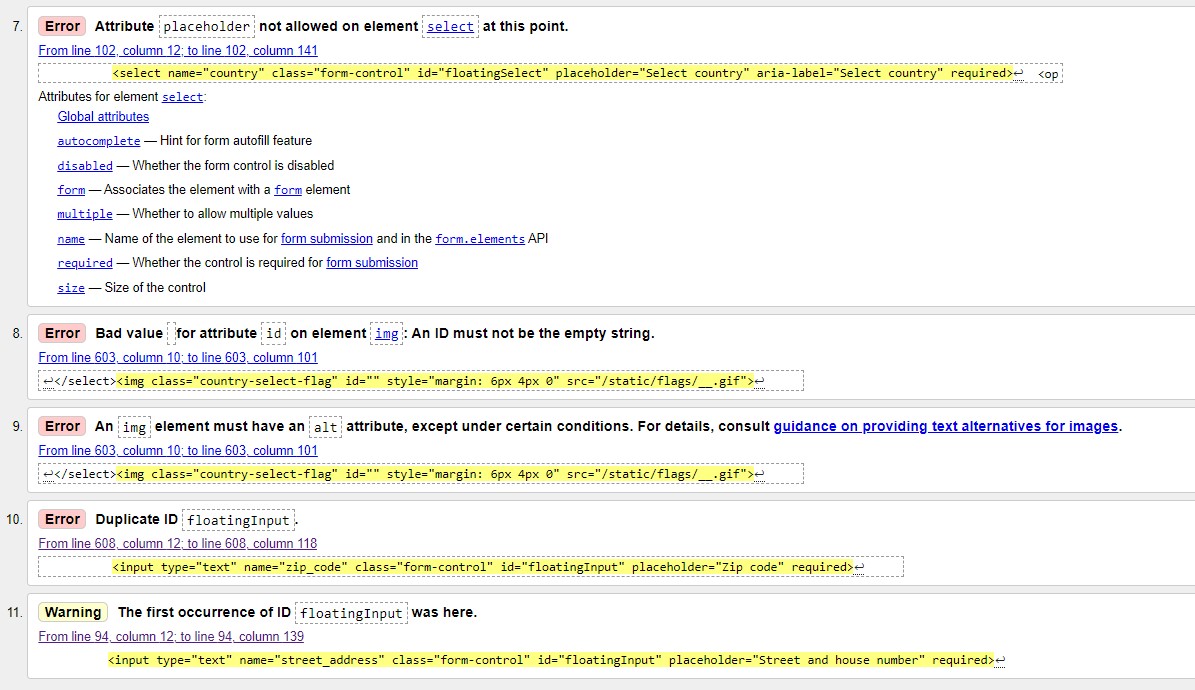 7. Error Attribute placeholder not allowed on element select at this point.
From line 102, column 12; to line 102, column 141
<select name="country" class="form-control" id="floatingSelect" placeholder="Select country" aria-label="Select country" required>↩ <op
Attributes for element select:
Global attributes
autocomplete — Hint for form autofill feature
disabled — Whether the form control is disabled
form — Associates the element with a form element
multiple — Whether to allow multiple values
name — Name of the element to use for form submission and in the form.elements API
required — Whether the control is required for form submission
size — Size of the control
8. Error Bad value for attribute id on element img: An ID must not be the empty string.
From line 603, column 10; to line 603, column 101
↩</select><img class="country-select-flag" id="" style="margin: 6px 4px 0" src="/static/flags/__.gif">↩
9. Error An img element must have an alt attribute, except under certain conditions. For details, consult guidance on providing text alternatives for images.
From line 603, column 10; to line 603, column 101
↩</select><img class="country-select-flag" id="" style="margin: 6px 4px 0" src="/static/flags/__.gif">↩
10. Error Duplicate ID floatingInput.
From line 608, column 12; to line 608, column 118
<input type="text" name="zip_code" class="form-control" id="floatingInput" placeholder="Zip code" required>↩
11. Warning The first occurrence of ID floatingInput was here.
From line 94, column 12; to line 94, column 139
<input type="text" name="street_address" class="form-control" id="floatingInput" placeholder="Street and house number" required>↩